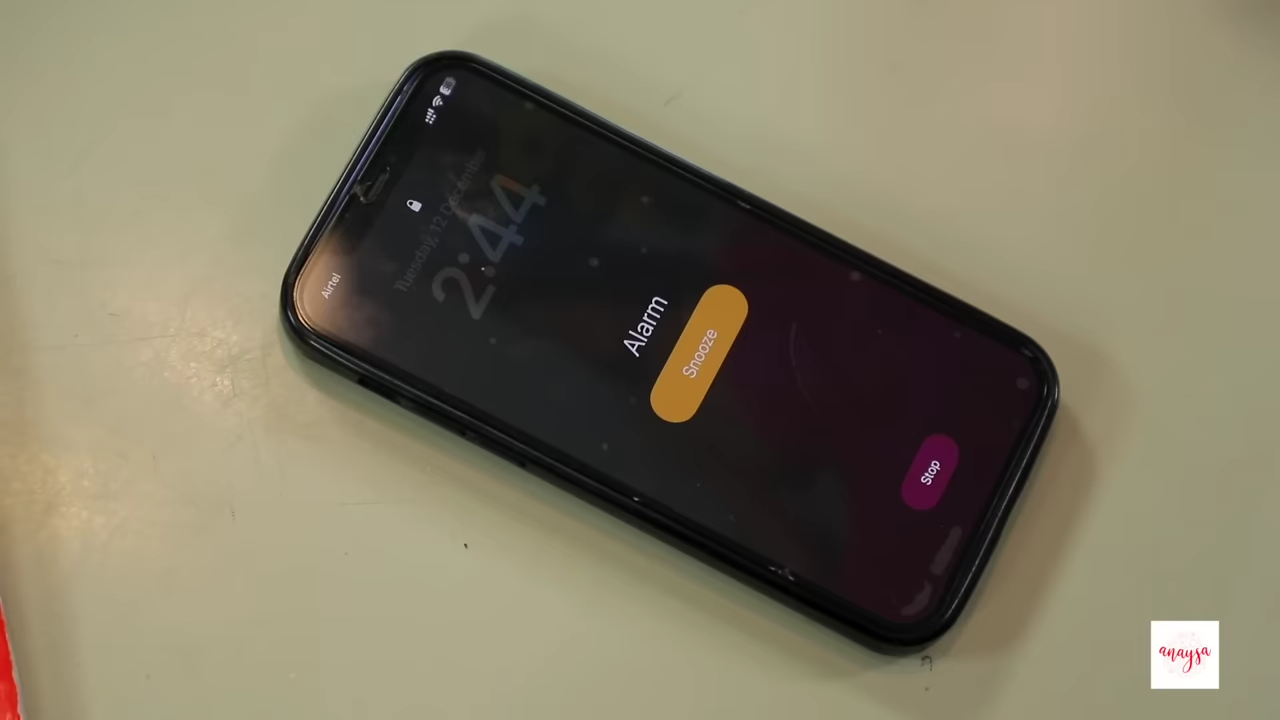 Airtel
Tuesday, 12 December
2:44
Alarm
Snooze
Stop
anaysa